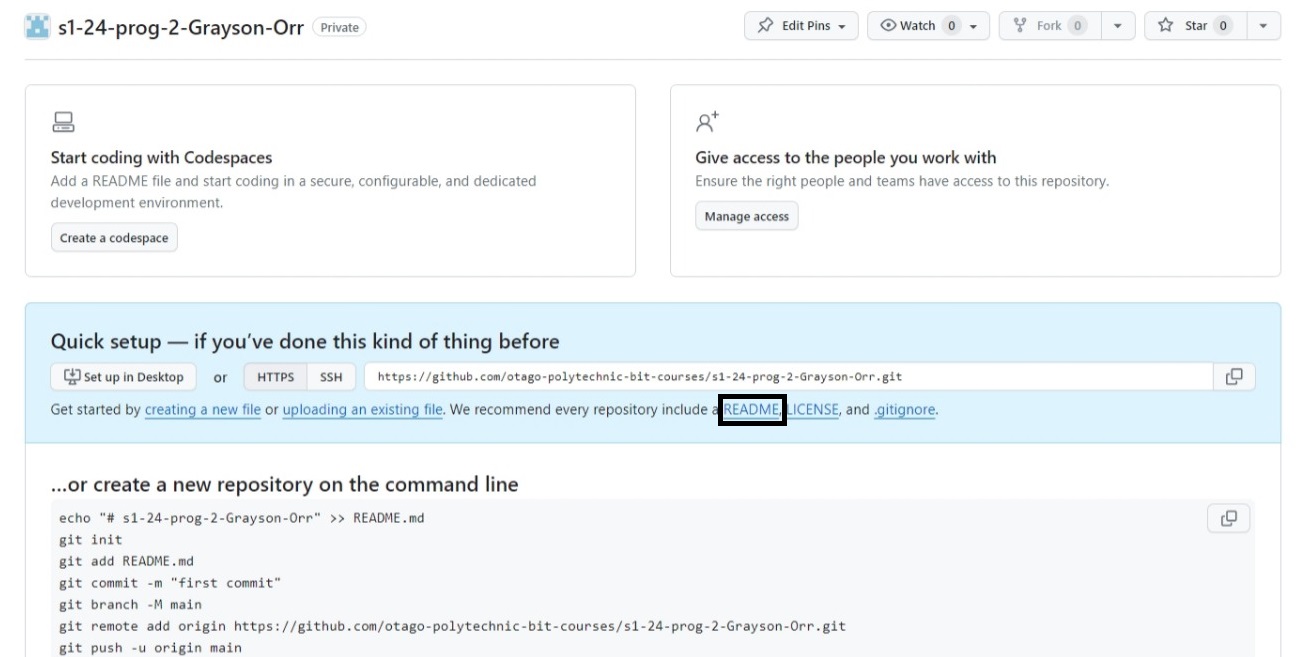 s1-24-prog-2-Grayson-Orr Private
Edit Pins Watch 0 Fork 0 Star 0
Start coding with Codespaces
Add a README file and start coding in a secure, configurable, and dedicated
development environment.
Create a codespace
Give access to the people you work with
Ensure the right people and teams have access to this repository.
Manage access
Quick setup — if you’ve done this kind of thing before
Set up in Desktop or HTTPS SSH https://github.com/otago-polytechnic-bit-courses/s1-24-prog-2-Grayson-Orr.git
Get started by creating a new file or uploading an existing file. We recommend every repository include a README, LICENSE, and .gitignore.
…or create a new repository on the command line
echo "# s1-24-prog-2-Grayson-Orr" >> README.md
git init
git add README.md
git commit -m "first commit"
git branch -M main
git remote add origin https://github.com/otago-polytechnic-bit-courses/s1-24-prog-2-Grayson-Orr.git
git push -u origin main